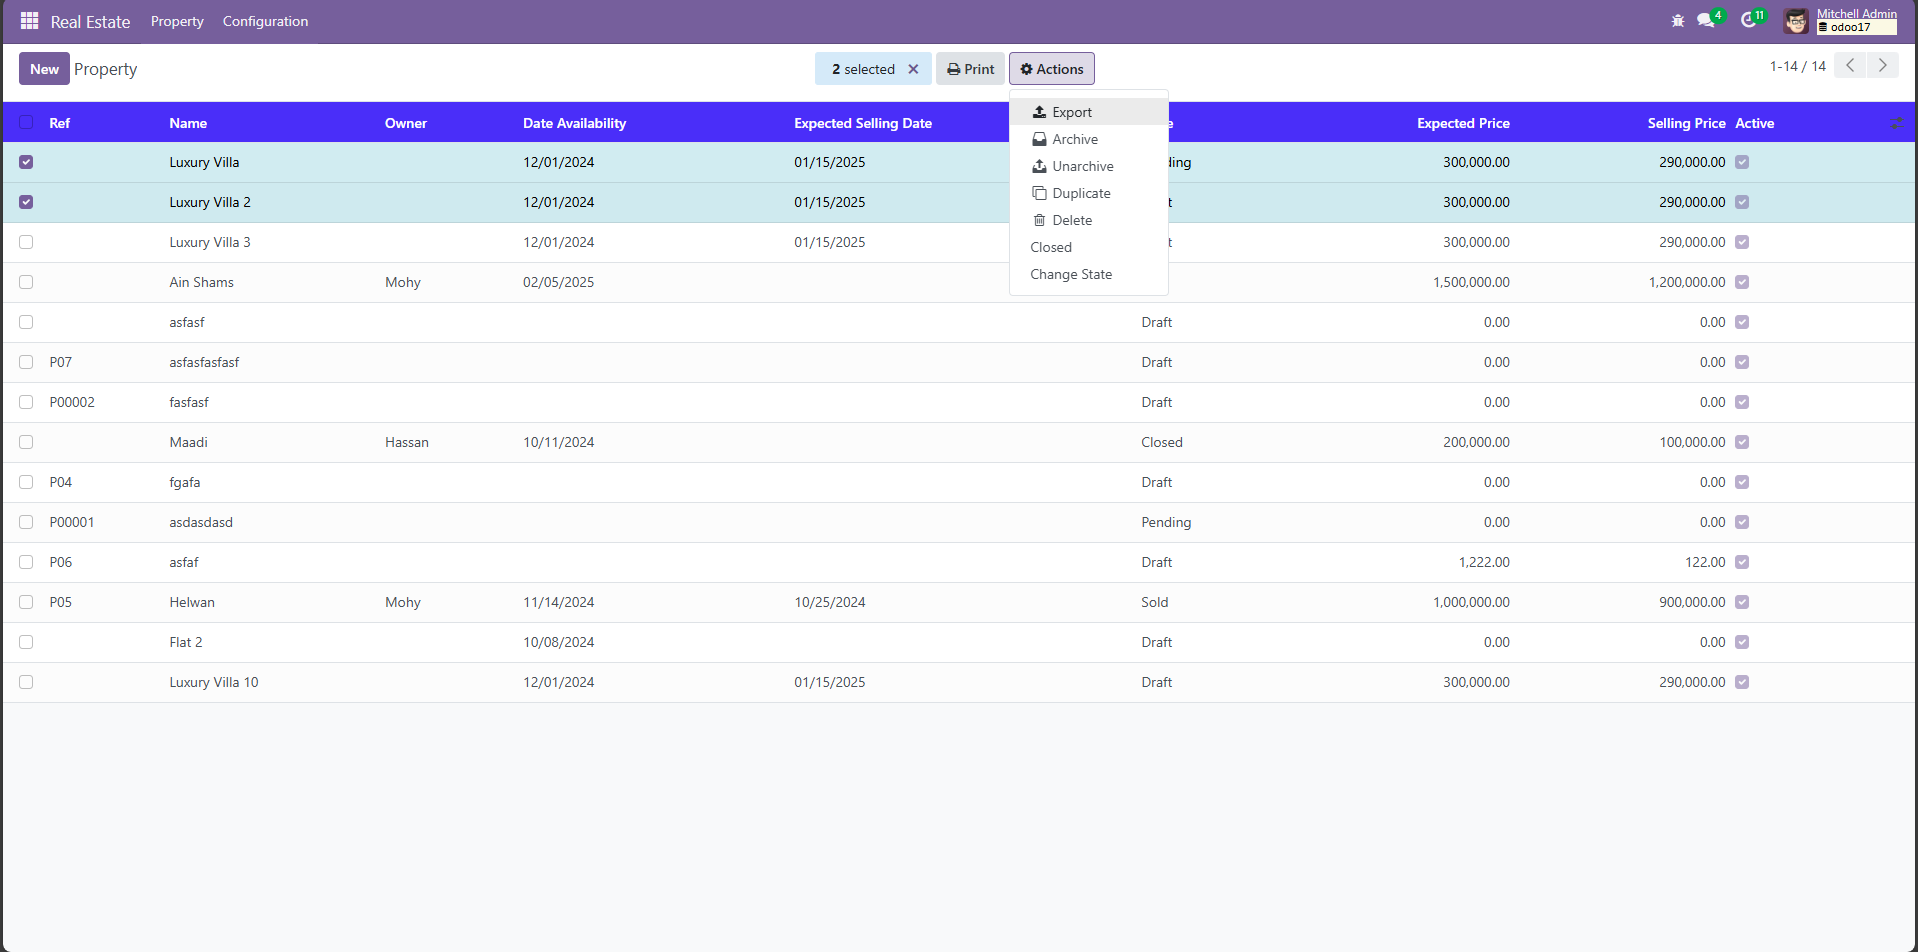 Real Estate Property Configuration 4 11 Mitchell Admin
odoo17
New Property 2 selected Print Actions 1-14 / 14
Export
Archive
Unarchive
Duplicate
Delete
Closed
Change State
Ref Name Owner Date Availability Expected Selling Date Expected Price Selling Price Active
Luxury Villa 12/01/2024 01/15/2025 300,000.00 290,000.00
Luxury Villa 2 12/01/2024 01/15/2025 300,000.00 290,000.00
Luxury Villa 3 12/01/2024 01/15/2025 300,000.00 290,000.00
Ain Shams Mohy 02/05/2025 1,500,000.00 1,200,000.00
asfasf Draft 0.00 0.00
P07 asfasfasfasf Draft 0.00 0.00
P00002 fasfasf Draft 0.00 0.00
Maadi Hassan 10/11/2024 Closed 200,000.00 100,000.00
P04 fgafa Draft 0.00 0.00
P00001 asdasdasd Pending 0.00 0.00
P06 asfaf Draft 1,222.00 122.00
P05 Helwan Mohy 11/14/2024 10/25/2024 Sold 1,000,000.00 900,000.00
Flat 2 10/08/2024 Draft 0.00 0.00
Luxury Villa 10 12/01/2024 01/15/2025 Draft 300,000.00 290,000.00